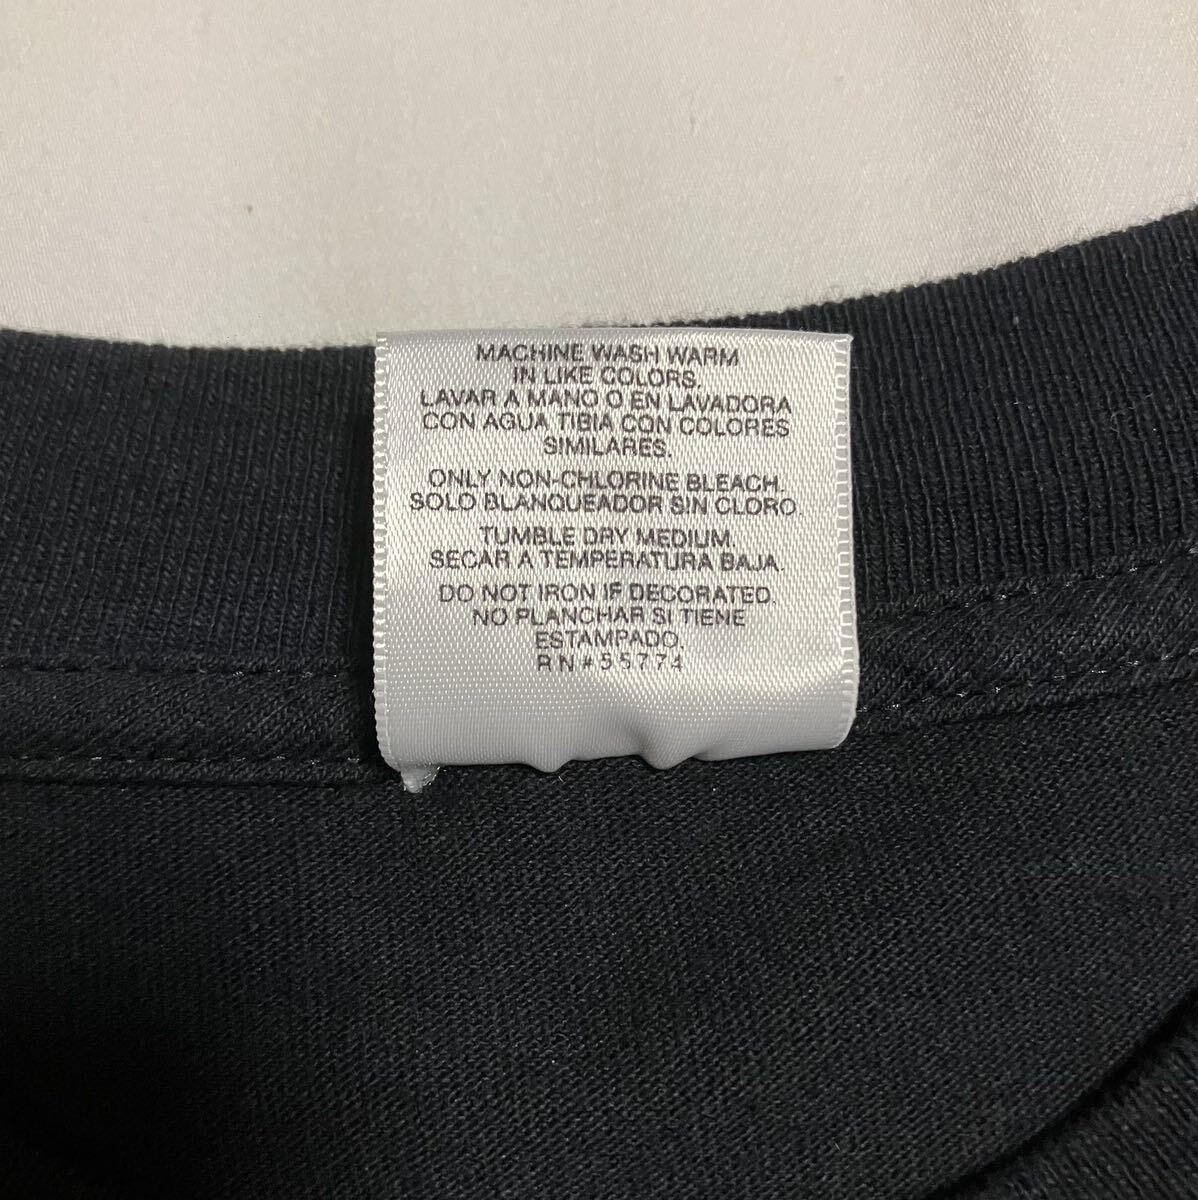 MACHINE WASH WARM
IN LIKE COLORS.
LAVAR A MANO O EN LAVADORA
CON AGUA TIBIA CON COLORES
SIMILARES.
ONLY NON-CHLORINE BLEACH.
SOLO BLANQUEADOR SIN CLORO.
TUMBLE DRY MEDIUM.
SECAR A TEMPERATURA BAJA.
DO NOT IRON IF DECORATED.
NO PLANCHAR SI TIENE
ESTAMPADO.
RN#55774